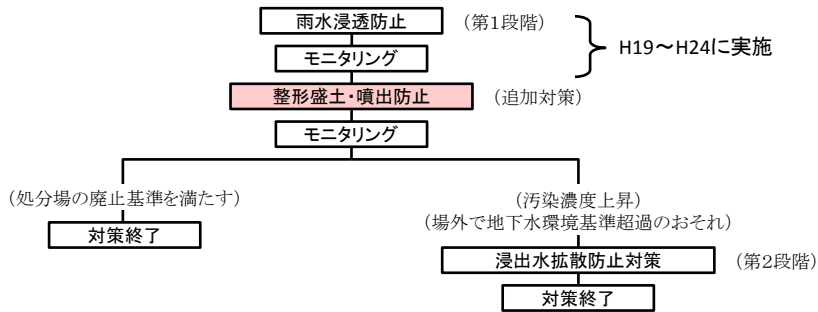 雨水浸透防止 （第1段階）
モニタリング
H19～H24に実施
整形盛土・噴出防止 （追加対策）
モニタリング
（処分場の廃止基準を満たす）
対策終了
（汚染濃度上昇）
（場外で地下水環境基準超過のおそれ）
浸出水拡散防止対策 （第2段階）
対策終了